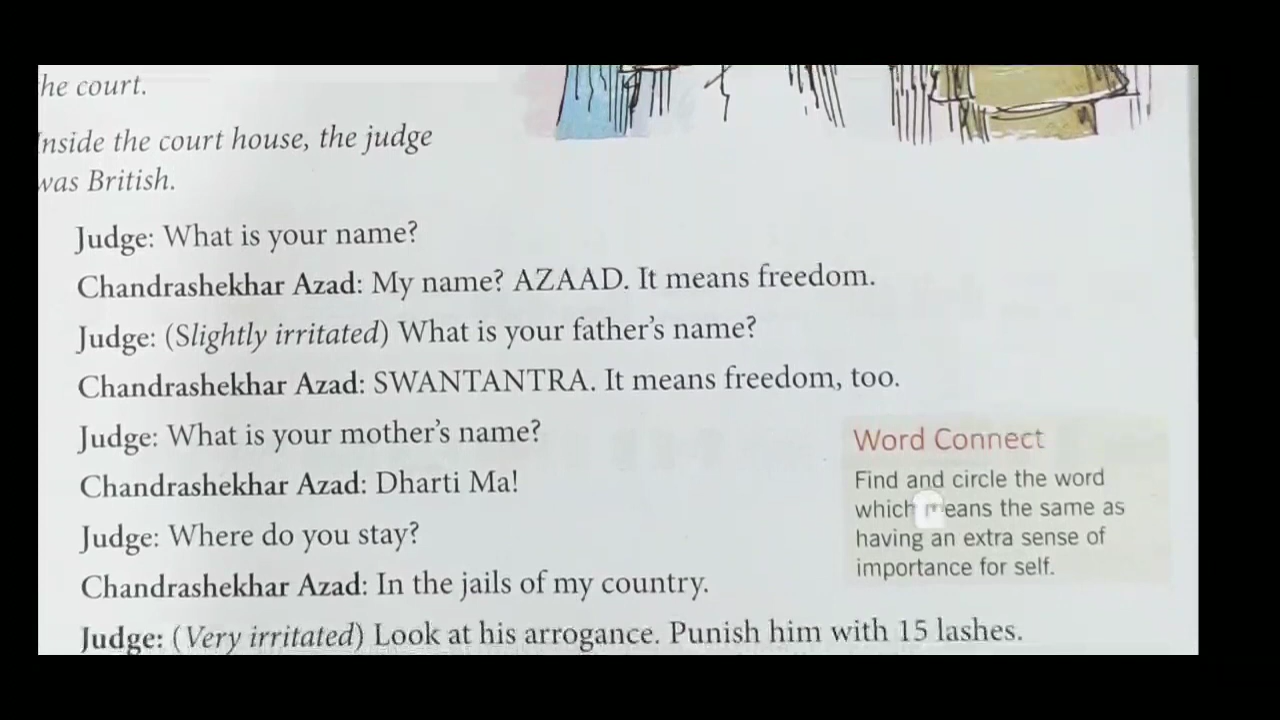 he court.
Inside the court house, the judge
was British.
Judge: What is your name?
Chandrashekhar Azad: My name? AZAAD. It means freedom.
Judge: (Slightly irritated) What is your father's name?
Chandrashekhar Azad: SWANTANTRA. It means freedom, too.
Judge: What is your mother's name?
Chandrashekhar Azad: Dharti Ma!
Judge: Where do you stay?
Chandrashekhar Azad: In the jails of my country.
Judge: (Very irritated) Look at his arrogance. Punish him with 15 lashes.
Word Connect
Find and circle the word
which means the same as
having an extra sense of
importance for self.